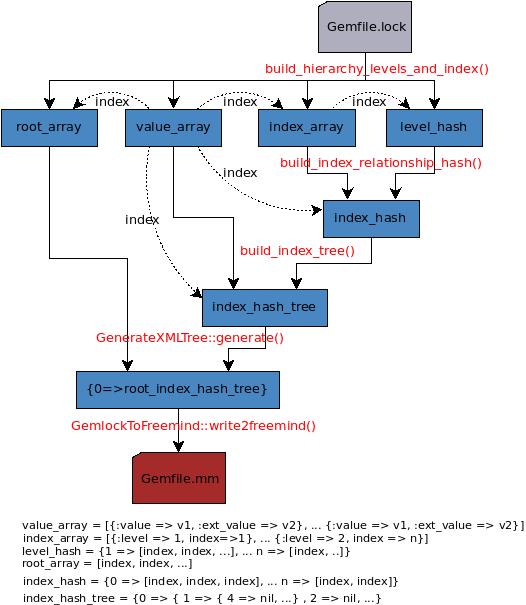 Gemfile.lock
build_hierarchy_levels_and_index()
index
index
index
root_array
value_array
index_array
level_hash
build_index_relationship_hash()
index
index_hash
index
build_index_tree()
index_hash_tree
GenerateXMLTree::generate()
{0=>root_index_hash_tree}
GemlockToFreemind::write2freemind()
Gemfile.mm
value_array = [{:value => v1, :ext_value => v2}, ... {:value => v1, :ext_value => v2}]
index_array = [{:level => 1, index=>1}, ... {:level => 2, index => n}]
level_hash = {1 => [index, index, ...], ... n => [index, ..]}
root_array = [index, index, ...]
index_hash = {0 => [index, index, index], ... n => [index, index]}
index_hash_tree = {0 => { 1 => { 4 => nil, ...} , 2 => nil, ...}